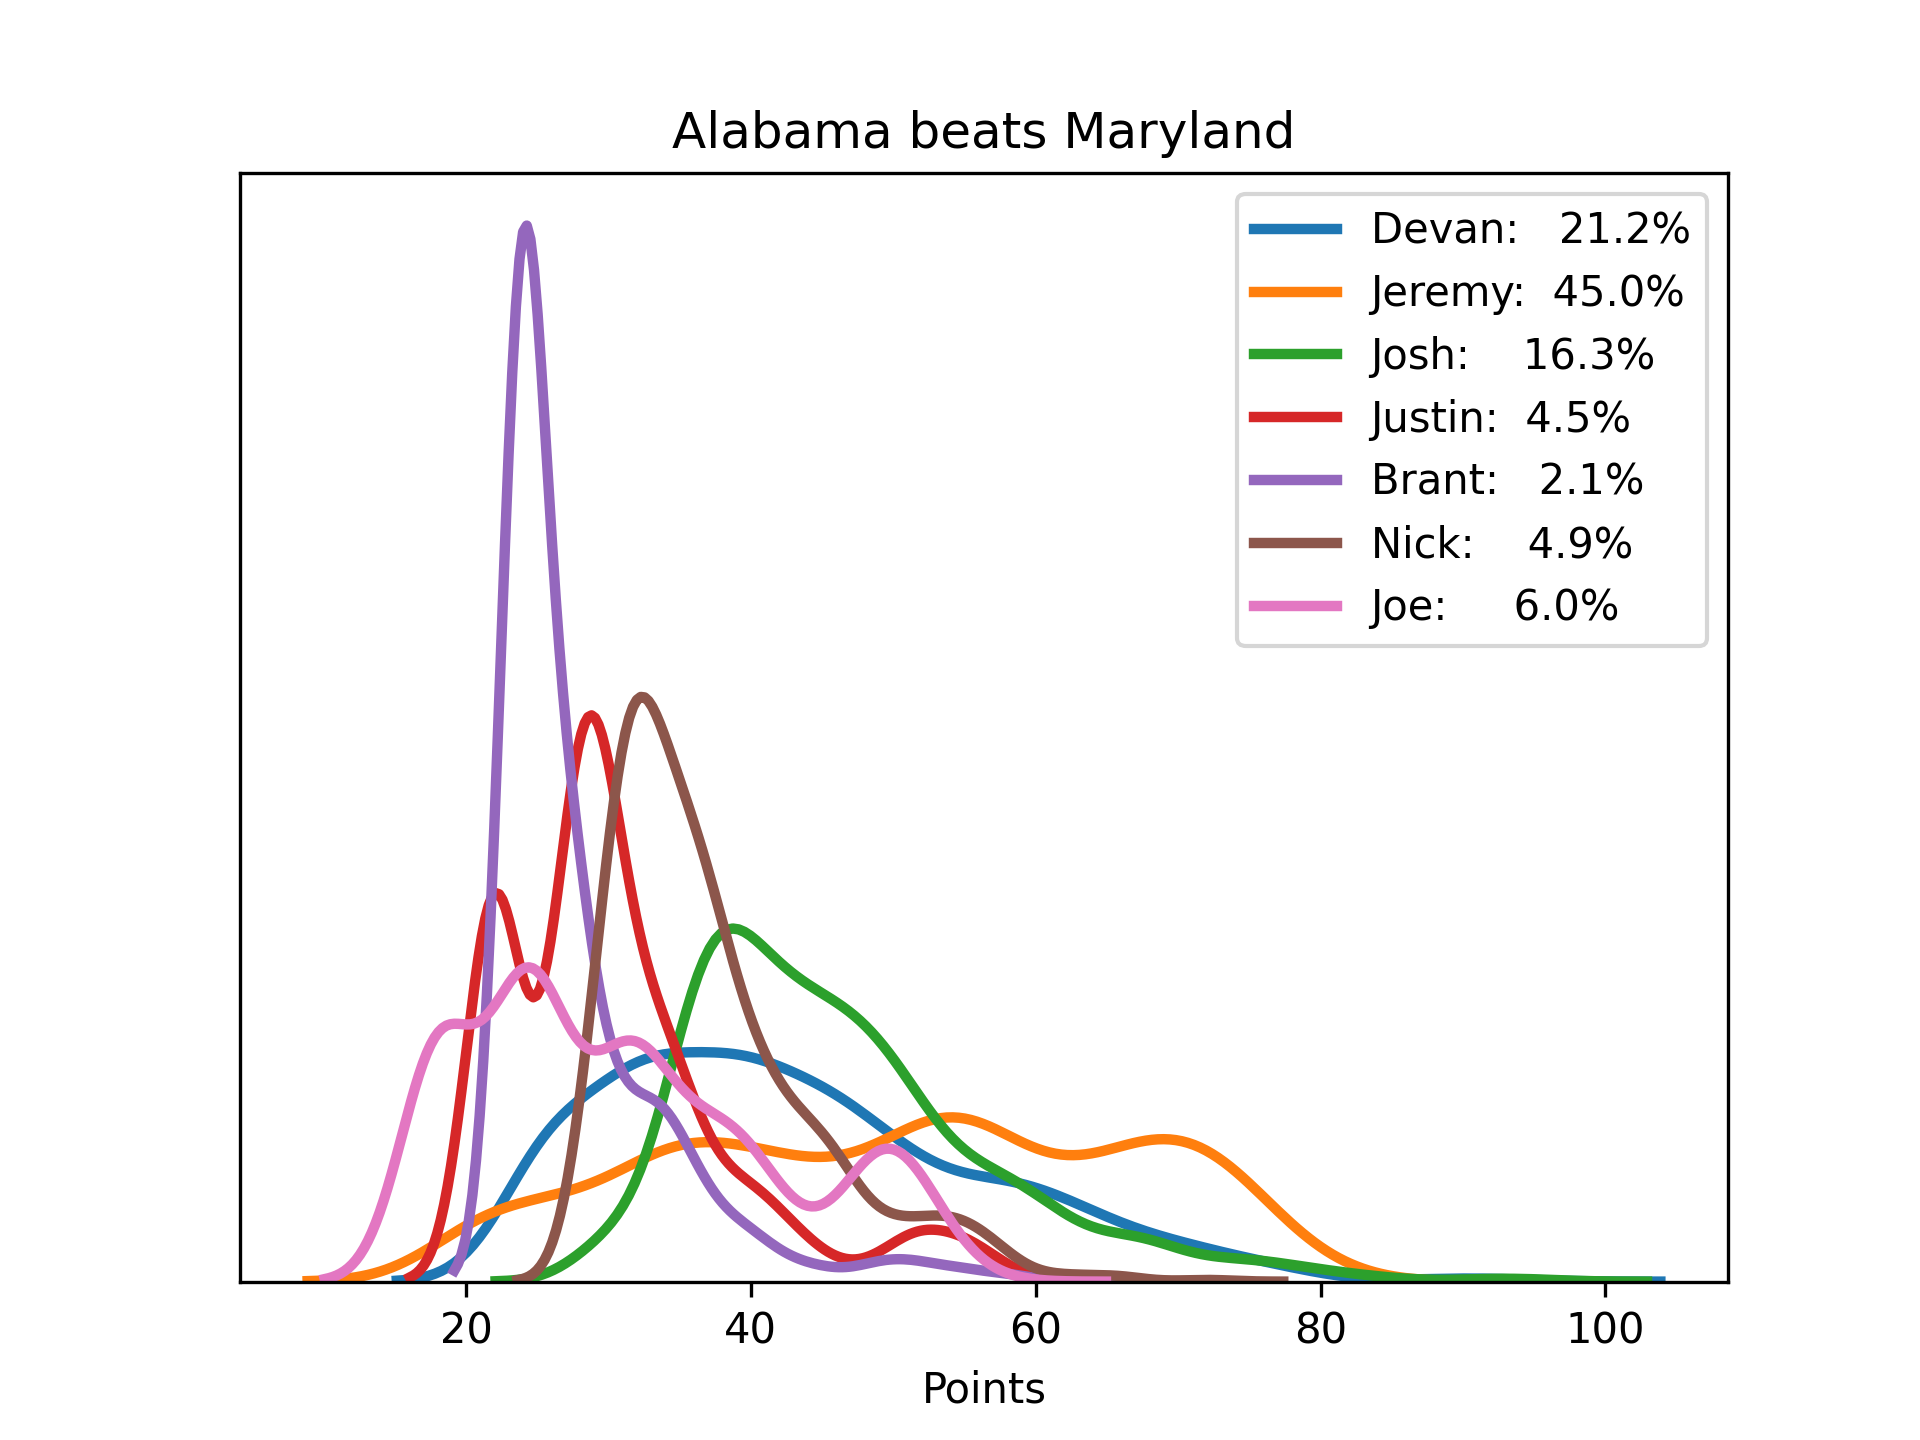 Alabama beats Maryland
Devan: 21.2%
Jeremy: 45.0%
Josh: 16.3%
Justin: 4.5%
Brant: 2.1%
Nick: 4.9%
Joe: 6.0%
20 40 60 80 100
Points